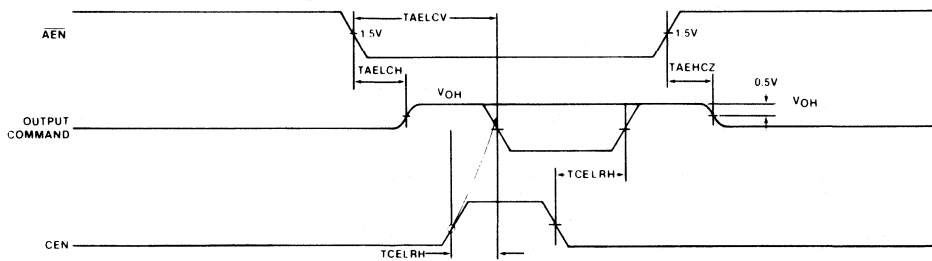 TAELCV
AEN
1.5V
1.5V
TAELCH
TAEHCZ
0.5V
VOH
VOH
OUTPUT
COMMAND
TCELRH
CEN
TCELRH